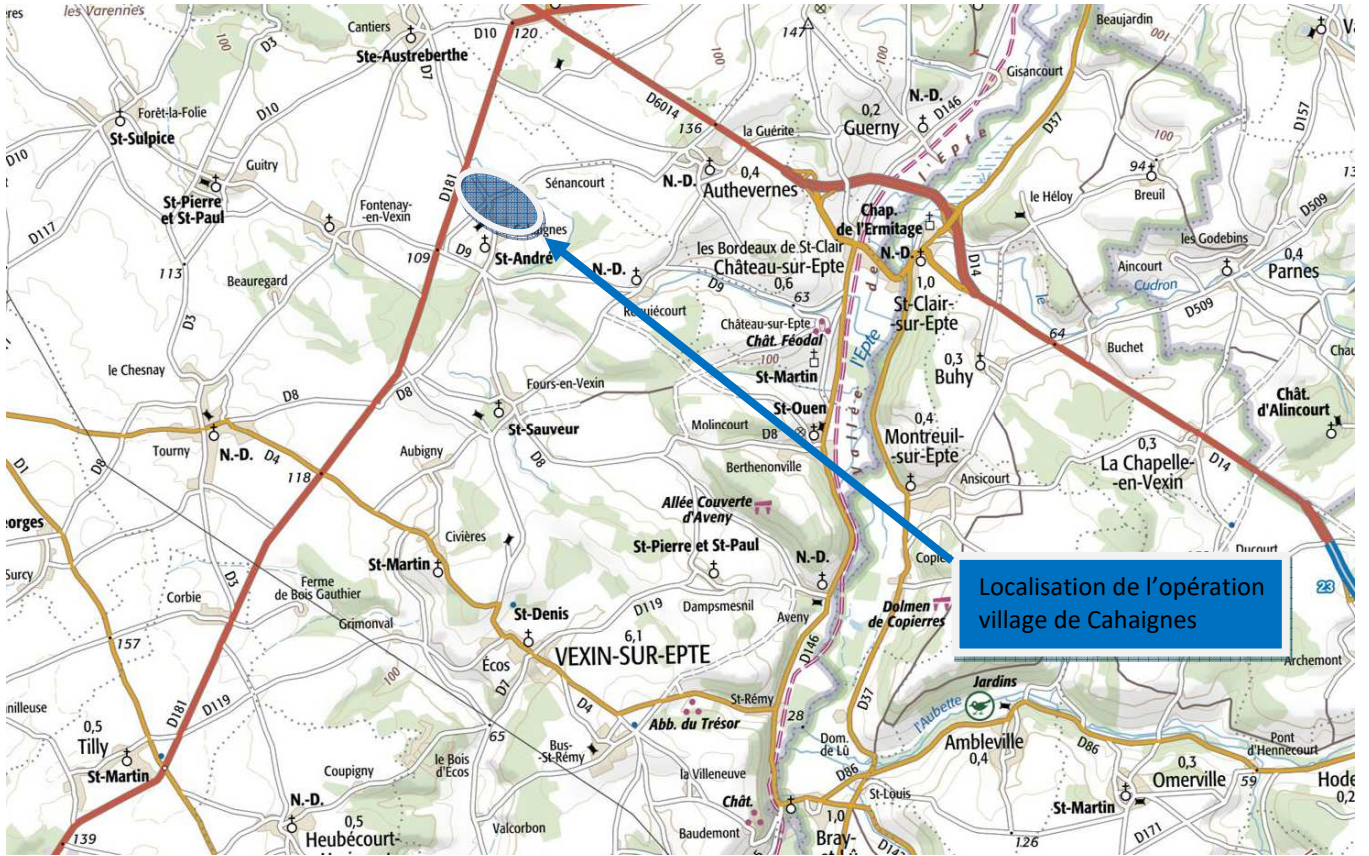 les Varennes
Cantiers
Ste-Austreberthe
D3
D10
120
D7
D10
Forêt-la-Folie
St-Sulpice
D10
Guitry
St-Pierre
et St-Paul
D117
113
Beauregard
D3
Fontenay-
en-Vexin
D181
109
D9
St-André
Sénancourt
D6014
136
la Guérite
N.-D.
0,4
Authevernes
147
100
0,2
Guerny
N.-D.
D146
Gisancourt
Beaujardin
100
D37
D157
100
94
Breuil
le Héloy
D509
les Godebins
0,4
Parnes
Aincourt
Cudron
D509
Chap.
de l'Ermitage
les Bordeaux de St-Clair
Château-sur-Epte
0,6
N.-D.
1,0
St-Clair-
-sur-Epte
D14
N.-D.
D9
63
Requiécourt
Château-sur-Epte
Chât. Féodal
100
St-Martin
Vallée de l'Epte
l'Epte
64
Buchet
0,3
Buhy
Chât.
d'Alincourt
le Chesnay
D8
D8
Fours-en-Vexin
St-Sauveur
Molincourt
St-Ouen
D8
Berthenonville
0,4
Montreuil-
-sur-Epte
Ansicourt
0,3
La Chapelle-
-en-Vexin
D14
Tourny
N.-D.
D4
D8
D1
118
Aubigny
D8
Allée Couverte
d'Aveny
St-Pierre et St-Paul
N.-D.
Civières
St-Martin
Surcy
D3
Ferme
de Bois Gauthier
Corbie
Grimonval
157
100
St-Denis
D119
Dampsmesnil
Aveny
D146
Dolmen
de Copierres
Ducourt
23
Localisation de l’opération
village de Cahaignes
Archemont
6,1
VEXIN-SUR-EPTE
Écos
D7
D4
St-Rémy
Abb. du Trésor
28
D37
Jardins
l'Aubette
Ambleville
0,4
D86
Pont
d'Hennecourt
D181
D119
0,5
Tilly
St-Martin
65
le Bois
d'Écos
Bus-
-St-Rémy
Dom.
de Lû
D86
St-Louis
0,3
Omerville
59
St-Martin
Coupigny
N.-D.
la Villeneuve
Chât.
Baudemont
1,0
Bray-
126
D171
139
0,5
Heubécourt-
Valcorbon